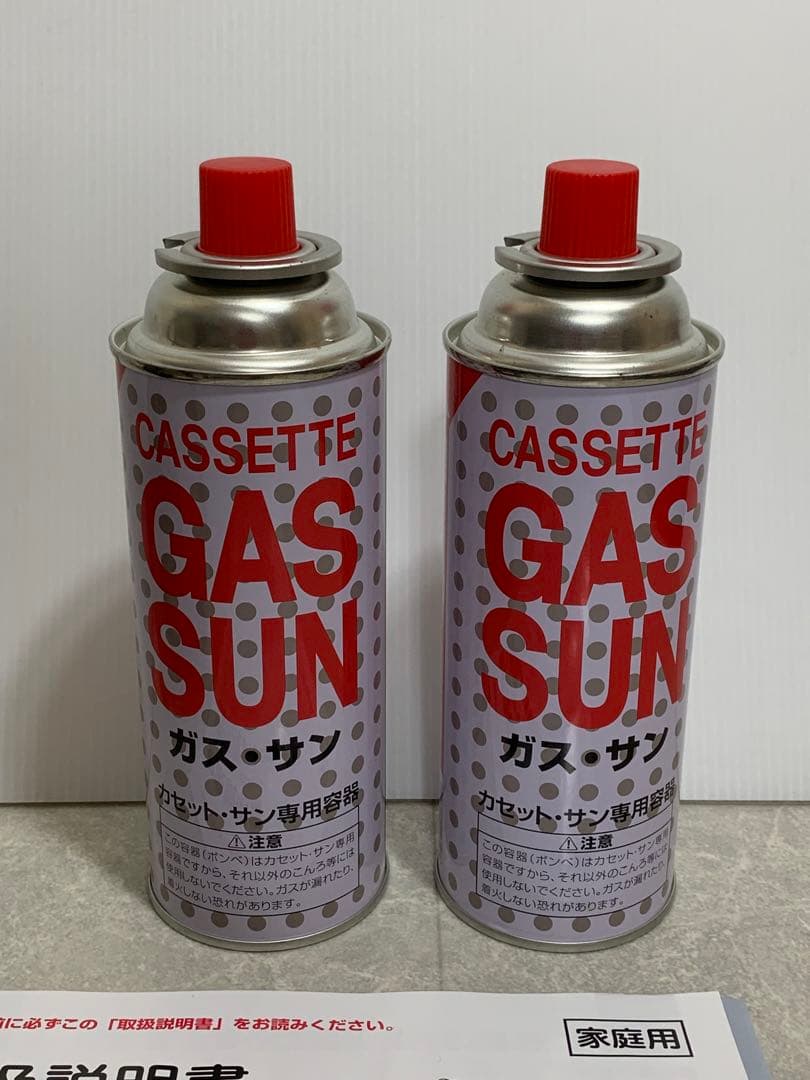 CASSETTE
GAS
SUN
ガス・サン
カセット・サン専用容器
⚠注意
この容器(ボンベ)はカセット・サン専用
容器ですから、それ以外のこんろ等には
使用しないでください。ガスが漏れたり、
着火しない恐れがあります。
CASSETTE
GAS
SUN
ガス・サン
カセット・サン専用容器
⚠注意
この容器(ボンベ)はカセット・サン専用
容器ですから、それ以外のこんろ等には
使用しないでください。ガスが漏れたり、
着火しない恐れがあります。
前に必ずこの「取扱説明書」をお読みください。
家庭用
扱説明書